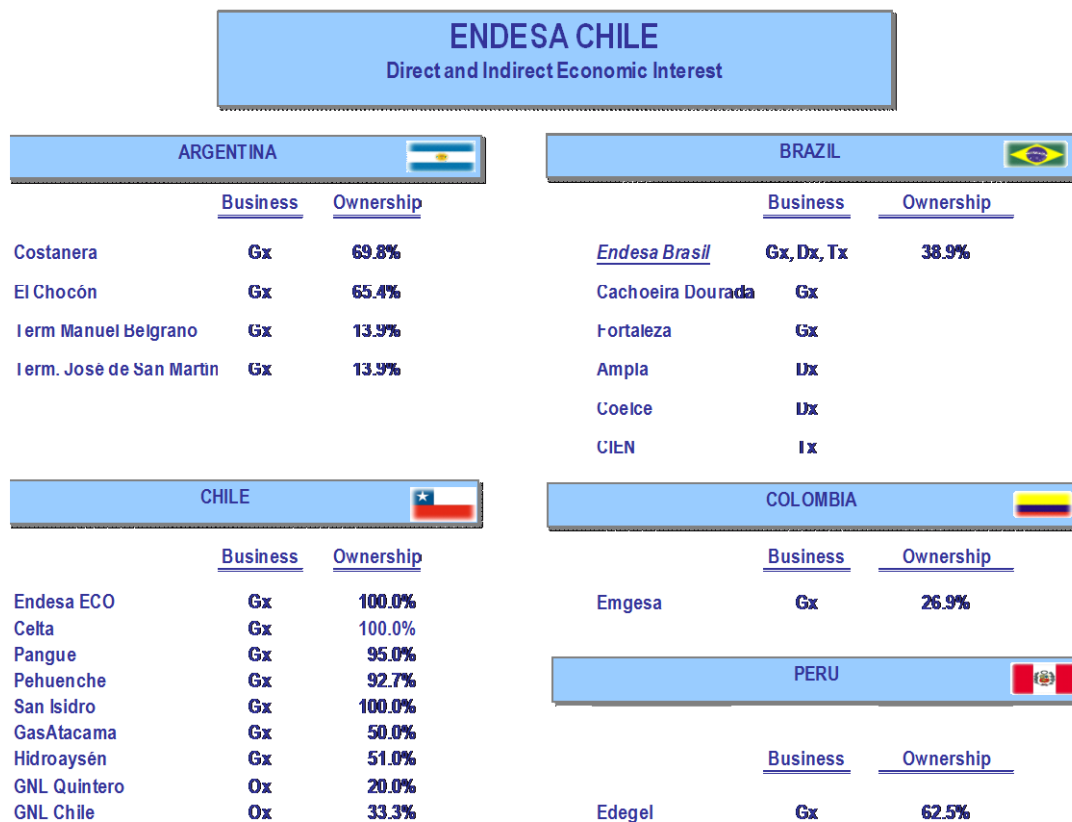 ENDESA CHILE
Direct and Indirect Economic Interest
ARGENTINA
Business Ownership
Costanera Gx 69.8%
El Chocón Gx 65.4%
Term Manuel Belgrano Gx 13.9%
Term. José de San Martín Gx 13.9%
BRAZIL
Business Ownership
Endesa Brasil Gx, Dx, Tx 38.9%
Cachoeira Dourada Gx
Fortaleza Gx
Ampla Dx
Coelce Dx
CIEN Tx
CHILE
Business Ownership
Endesa ECO Gx 100.0%
Celta Gx 100.0%
Pangue Gx 95.0%
Pehuenche Gx 92.7%
San Isidro Gx 100.0%
GasAtacama Gx 50.0%
Hidroaysén Gx 51.0%
GNL Quintero Ox 20.0%
GNL Chile Ox 33.3%
COLOMBIA
Business Ownership
Emgesa Gx 26.9%
PERU
Business Ownership
Edegel Gx 62.5%